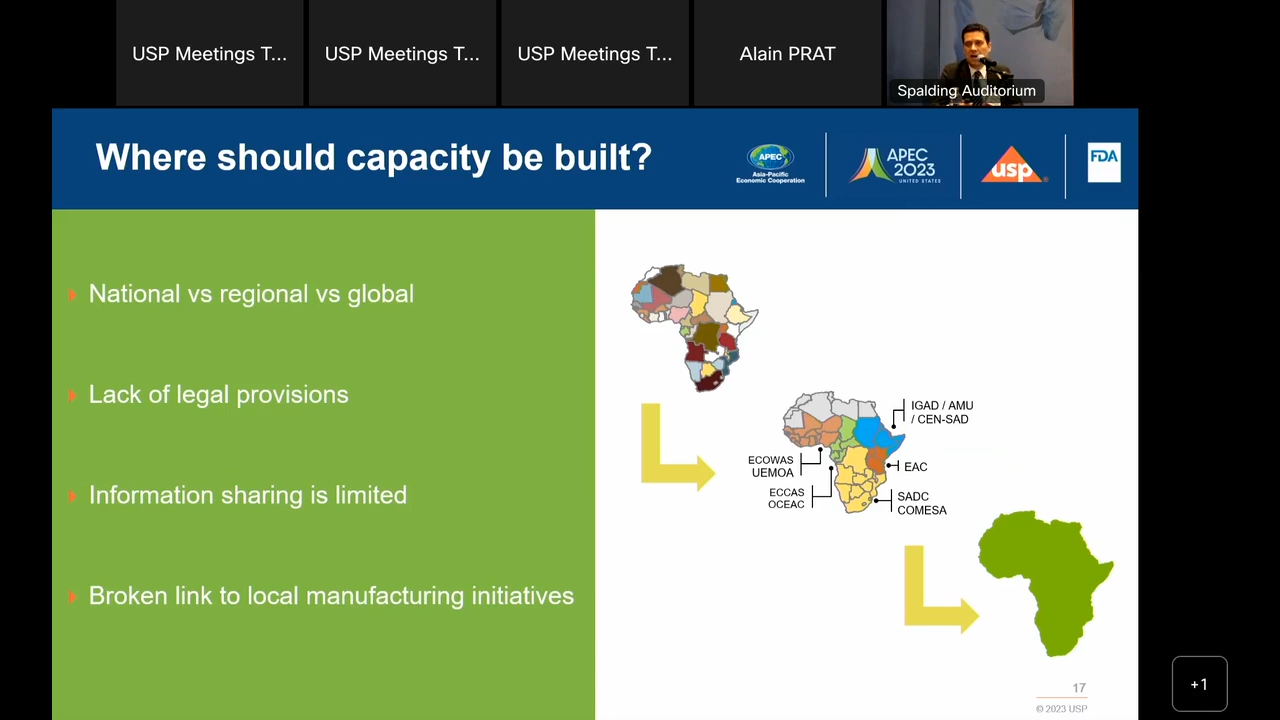 USP Meetings T...
USP Meetings T...
USP Meetings T...
Alain PRAT
Spalding Auditorium
Where should capacity be built?
APEC
Asia-Pacific
Economic Cooperation
APEC
2023
UNITED STATES
usp
®
FDA
National vs regional vs global
Lack of legal provisions
Information sharing is limited
Broken link to local manufacturing initiatives
IGAD / AMU
/ CEN-SAD
ECOWAS
UEMOA
EAC
ECCAS
OCEAC
SADC
COMESA
17
© 2023 USP
+1